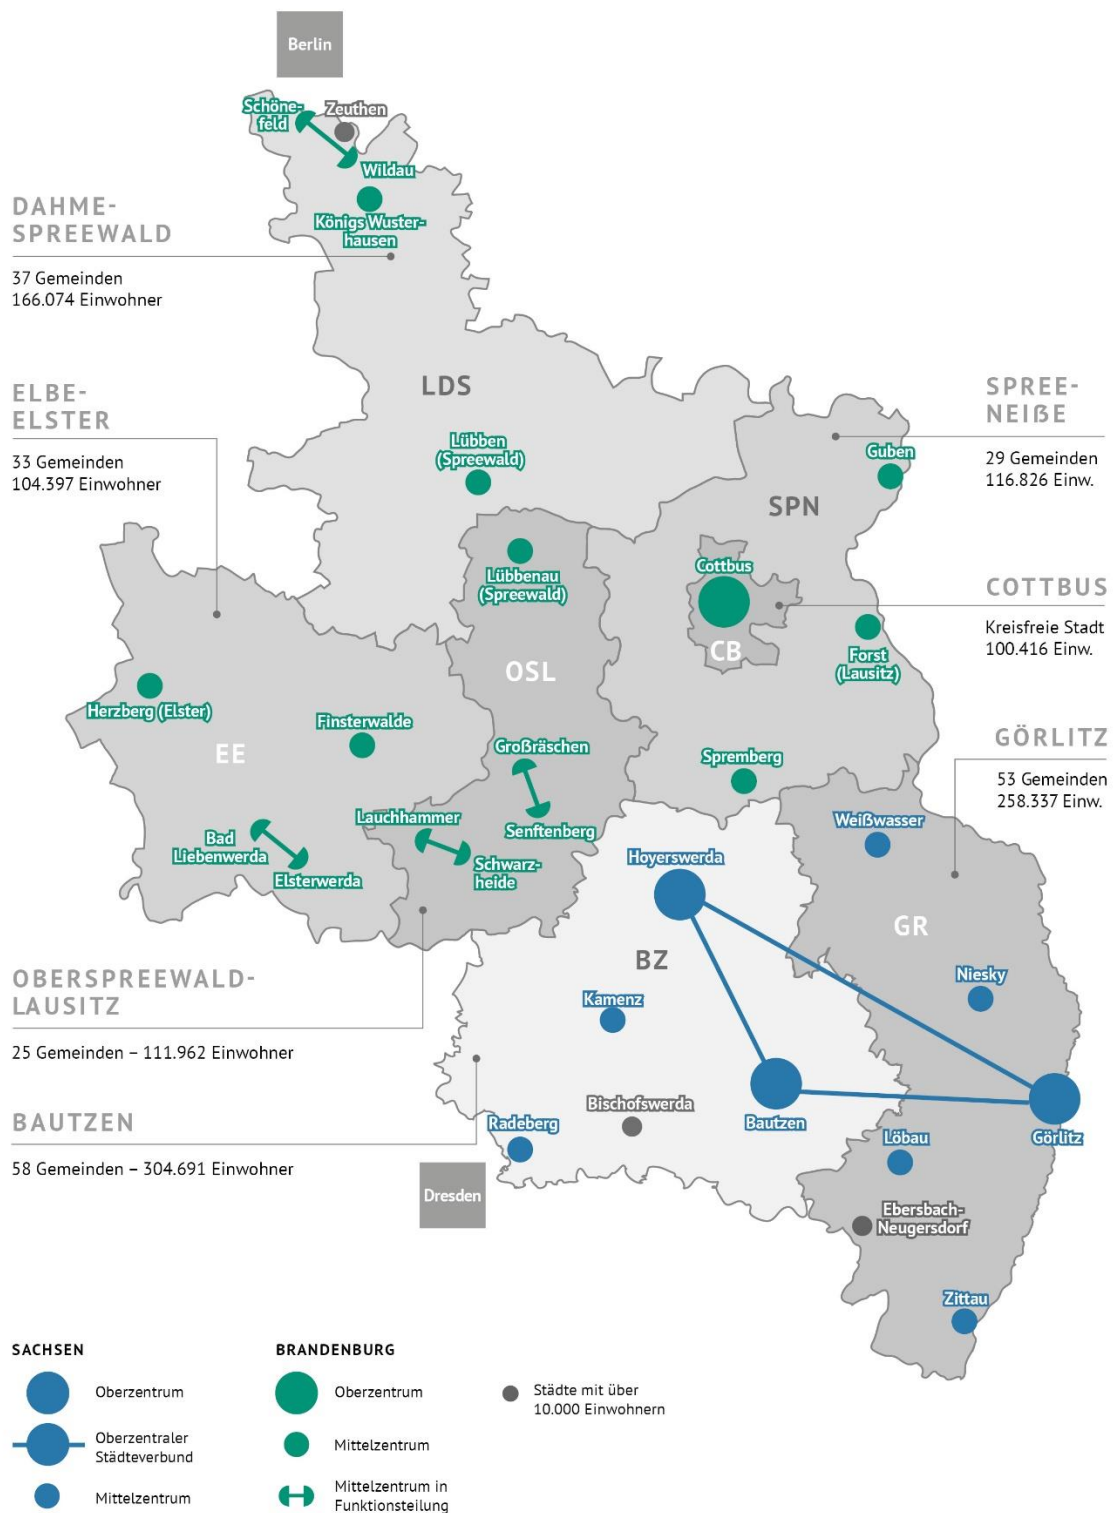 Berlin
Schöne-
feld
Zeuthen
Wildau
Königs Wuster-
hausen
DAHME-
SPREEWALD
37 Gemeinden
166.074 Einwohner
LDS
ELBE-
ELSTER
33 Gemeinden
104.397 Einwohner
SPREE-
NEIẞE
29 Gemeinden
116.826 Einw.
Lübben
(Spreewald)
Guben
SPN
Lübbenau
(Spreewald)
Cottbus
CB
COTTBUS
Kreisfreie Stadt
100.416 Einw.
OSL
Forst
(Lausitz)
Herzberg (Elster)
Finsterwalde
EE
Großräschen
Senftenberg
Spremberg
GÖRLITZ
53 Gemeinden
258.337 Einw.
Lauchhammer
Schwarz-
heide
Bad
Liebenwerda
Elsterwerda
Weißwasser
Hoyerswerda
GR
BZ
OBERSPREEWALD-
LAUSITZ
25 Gemeinden – 111.962 Einwohner
Niesky
Kamenz
BAUTZEN
58 Gemeinden – 304.691 Einwohner
Bischofswerda
Radeberg
Bautzen
Löbau
Görlitz
Dresden
Ebersbach-
Neugersdorf
Zittau
SACHSEN
Oberzentrum
Oberzentraler
Städteverbund
Mittelzentrum
BRANDENBURG
Oberzentrum
Mittelzentrum
Mittelzentrum in
Funktionsteilung
Städte mit über
10.000 Einwohnern